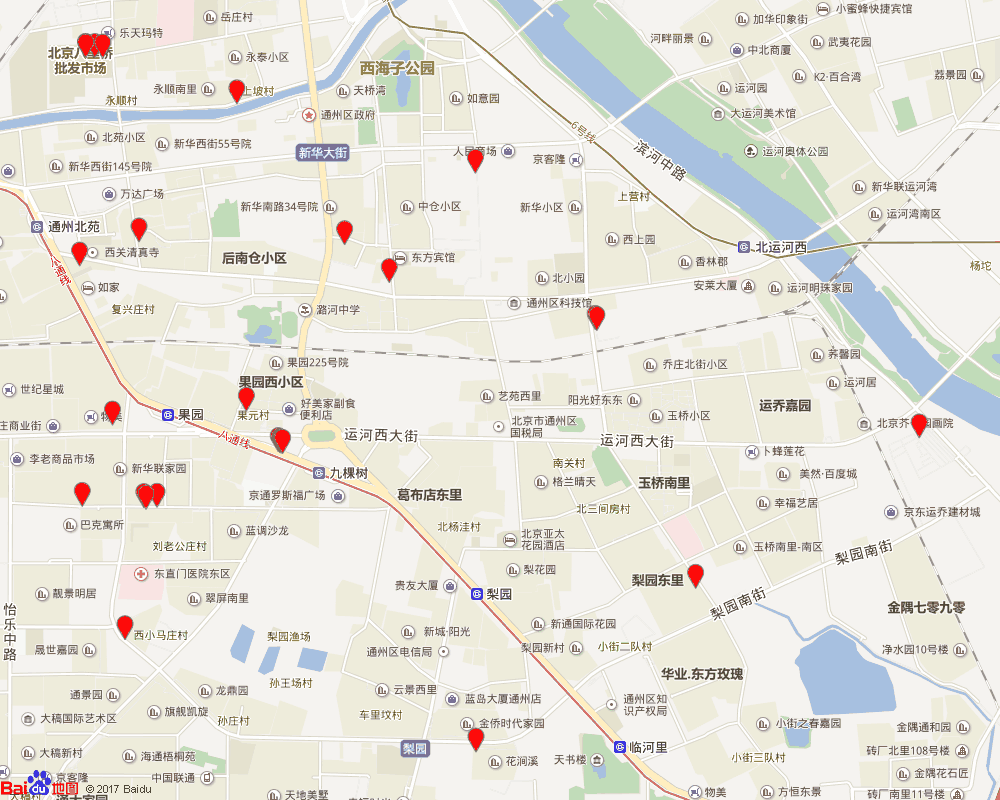 岳庄村
乐天玛特
加华印象街
小蜜蜂快捷宾馆
河畔丽景
中北商厦
武夷花园
北京八里桥
批发市场
永泰小区
西海子公园
K2·百合湾
荔景园
永顺南里
上坡村
天桥湾
如意园
运河园
永顺村
通州区政府
大运河美术馆
6号线
北苑小区
新华西街55号院
新华大街
人民商场
京客隆
滨河中路
运河奥体公园
新华西街145号院
万达广场
上营村
新华联运河湾
新华南路34号院
中仓小区
新华小区
运河湾南区
通州北苑
西上园
北运河西
西关清真寺
后南仓小区
东方宾馆
香林郡
杨坨
八通线
如家
北小园
安莱大厦
运河明珠家园
复兴庄村
潞河中学
通州区科技馆
果园225号院
乔庄北街小区
荞馨园
世纪星城
果园西小区
艺苑西里
阳光好东东
运河居
物美
果园
果元村
好美家副食
便利店
运乔嘉园
玉桥小区
北京市通州区
国税局
庄商业街
八通线
运河西大街
运河西大街
李老商品市场
新华联家园
九棵树
南关村
卜蜂莲花
格兰晴天
玉桥南里
美然·百度城
京通罗斯福广场
葛布店东里
幸福艺居
巴克寓所
蓝调沙龙
北杨洼村
北三间房村
京东运乔建材城
刘老公庄村
北京亚太
花园酒店
玉桥南里-南区
梨园南街
东直门医院东区
梨花园
梨园东里
靓景明居
翠屏南里
贵友大厦
梨园
梨园南街
金隅七零九零
怡乐中路
西小马庄村
新城·阳光
新通国际花园
梨园渔场
晟世嘉园
通州区电信局
梨园新村
小街二队村
净水园10号楼
孙王场村
华业.东方玫瑰
通景园
龙鼎园
云景西里
蓝岛大厦通州店
通州区知
识产权局
大稿国际艺术区
旗舰凯旋
孙庄村
车里坟村
金侨时代家园
小街之春嘉园
金隅通和园
大稿新村
海通梧桐苑
梨园
花涧溪
天书楼
临河里
小街三队村
砖厂北里108号楼
京客隆
中国联通
金隅花石匠
Bai du 地图
© 2017 Baidu
天地美墅
物美
方恒东景
砖厂南里11号楼